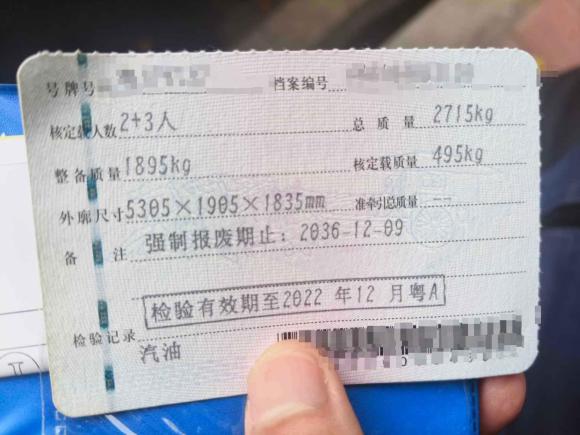 号牌号 档案编号
核定载人数 2+3人 总质量 2715kg
整备质量 1895kg 核定载质量 495kg
外廓尺寸 5305×1905×1835mm 准牵引总质量 --
备注 强制报废期止：2036-12-09
检验有效期至2022年12月粤A
检验记录
汽油